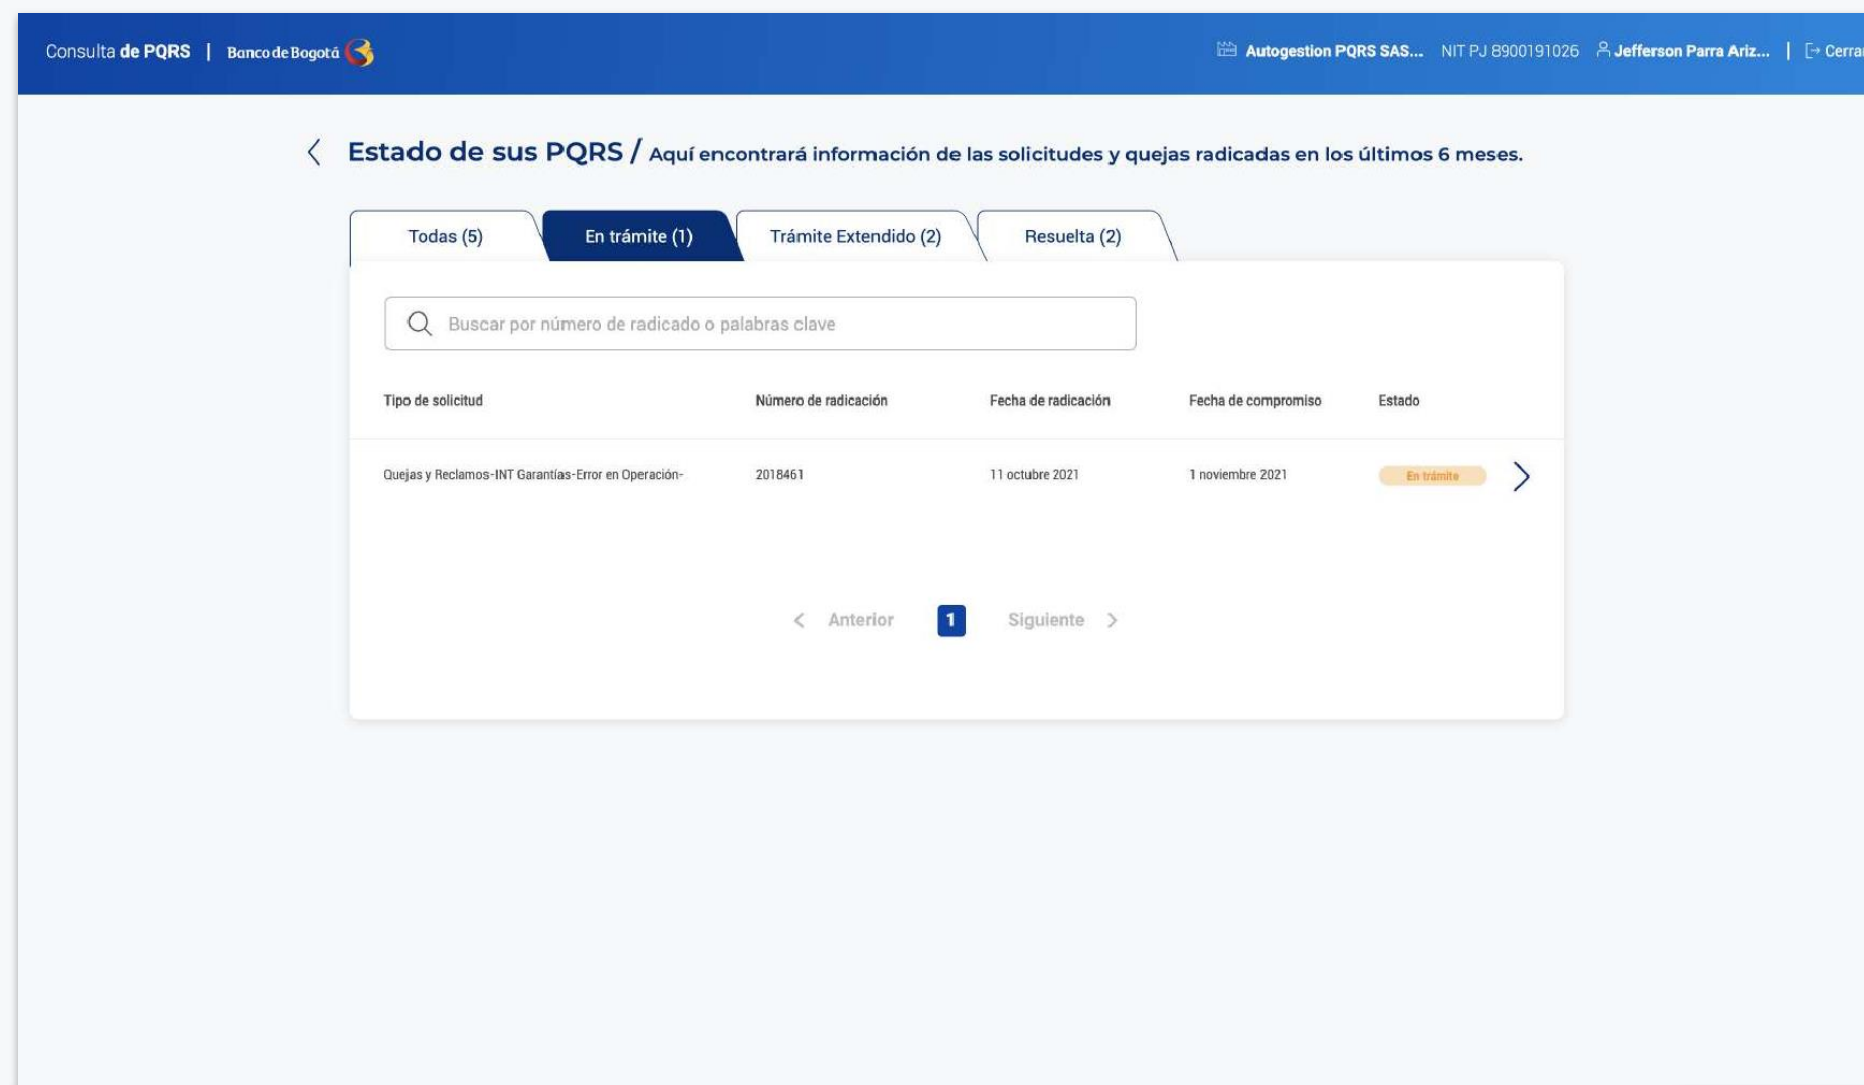 Consulta de PQRS | Banco de Bogotá Autogestion PQRS SAS... NIT PJ 8900191026 Jefferson Parra Ariz... | Cerrar
Estado de sus PQRS / Aquí encontrará información de las solicitudes y quejas radicadas en los últimos 6 meses.
Todas (5) En trámite (1) Trámite Extendido (2) Resuelta (2)
Buscar por número de radicado o palabras clave
Tipo de solicitud Número de radicación Fecha de radicación Fecha de compromiso Estado
Quejas y Reclamos-INT Garantías-Error en Operación- 2018461 11 octubre 2021 1 noviembre 2021 En trámite
< Anterior 1 Siguiente >